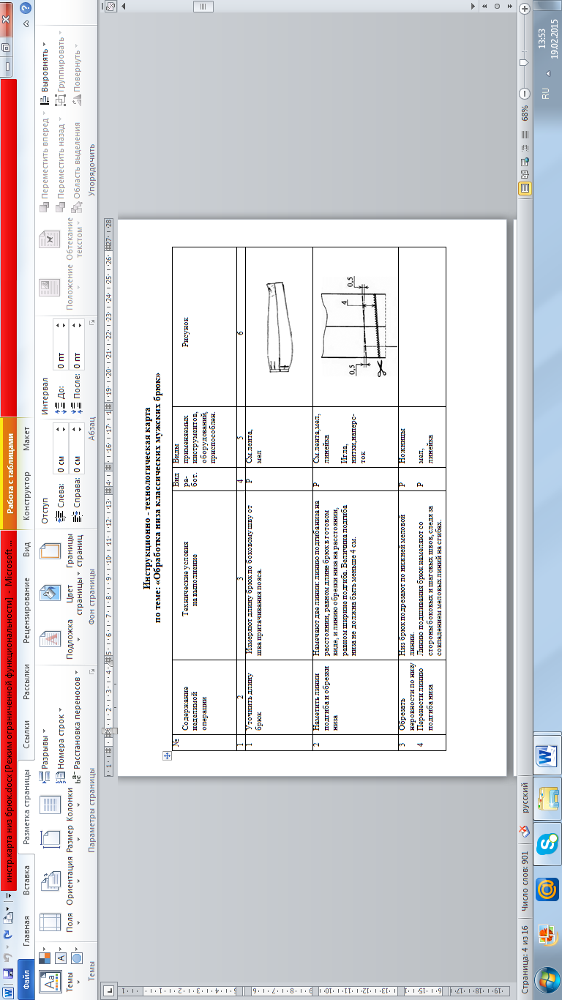 инстр.карта низ брюк.docx [Режим ограниченной функциональности] - Microsoft ...
Работа с таблицами
Файл
Главная
Вставка
Разметка страницы
Ссылки
Рассылки
Рецензирование
Вид
Конструктор
Макет
Темы
Поля
Ориентация
Размер
Колонки
Разрывы
Номера строк
Расстановка переносов
Подложка
Цвет страницы
Границы страниц
Отступ
Слева: 0 см
Справа: 0 см
Интервал
До: 0 пт
После: 0 пт
Положение
Обтекание текстом
Переместить вперед
Переместить назад
Область выделения
Выровнять
Группировать
Повернуть
Темы
Параметры страницы
Фон страницы
Абзац
Упорядочить
Инструкционно - технологическая карта
по теме: «Обработка низа классических мужских брюк»
№
Содержание
неделимой
операции
Технические условия
на выполнение
Вид
ра-
бот.
Виды
применяемых
инструментов,
оборудований,
приспособлен.
Рисунок
1
2
3
4
5
6
1
Уточнить длину
брюк
Измеряют длину брюк по боковому шву от
шва притачивания пояса.
Р
См.лента,
мел
2
Наметить линии
подгиба и обрезки
низа
Намечают две линии: линию подгиба низа на
расстоянии, равном длине брюк в готовом
виде, и линию обрезки низа на расстоянии,
равном ширине подгиба. Величина подгиба
низа не должна быть меньше 4 см.
Р
См.лента,мел,
линейка
Игла,
нитки,наперс-
ток
0,5
4
0,5
3
Обрезать
неровности по низу
Низ брюк подрезают по нижней меловой
линии.
Р
Ножницы
4
Перенести линию
подгиба низа
Линию подшивания брюк намеляют со
стороны боковых и шаговых швов, следя за
совпадением меловых линий на сгибах.
Р
мел,
линейка
Страница: 4 из 16
Число слов: 901
русский
68%
RU
13:53
19.02.2015